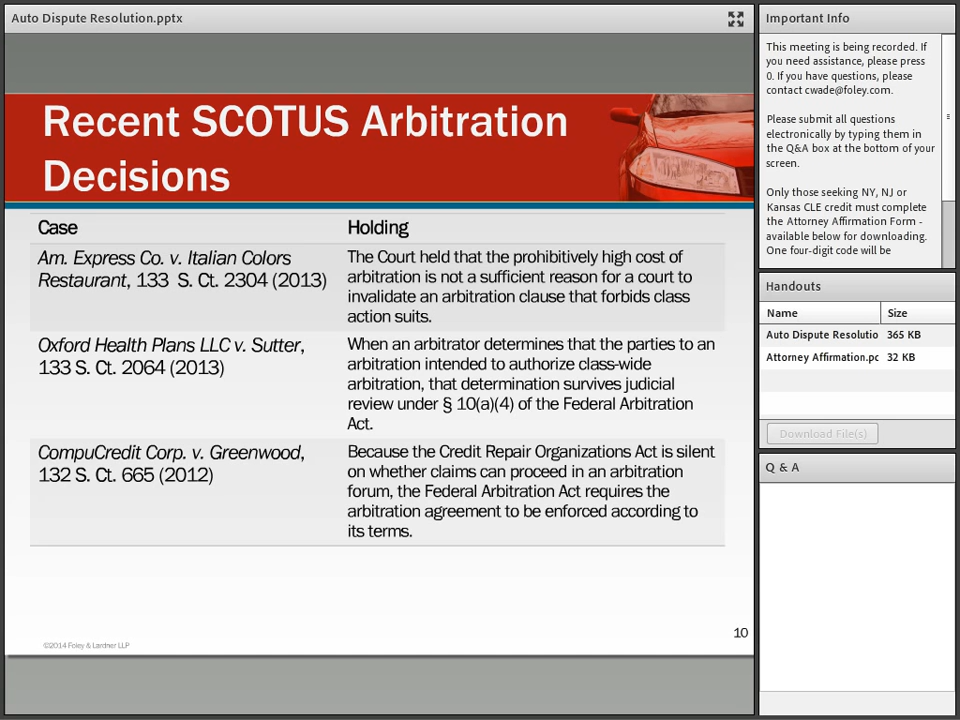 Auto Dispute Resolution.pptx
Recent SCOTUS Arbitration
Decisions
Case Holding
Am. Express Co. v. Italian Colors
Restaurant, 133 S. Ct. 2304 (2013)
The Court held that the prohibitively high cost of
arbitration is not a sufficient reason for a court to
invalidate an arbitration clause that forbids class
action suits.
Oxford Health Plans LLC v. Sutter,
133 S. Ct. 2064 (2013)
When an arbitrator determines that the parties to an
arbitration intended to authorize class-wide
arbitration, that determination survives judicial
review under § 10(a)(4) of the Federal Arbitration
Act.
CompuCredit Corp. v. Greenwood,
132 S. Ct. 665 (2012)
Because the Credit Repair Organizations Act is silent
on whether claims can proceed in an arbitration
forum, the Federal Arbitration Act requires the
arbitration agreement to be enforced according to
its terms.
10
©2014 Foley & Lardner LLP
Important Info
This meeting is being recorded. If
you need assistance, please press
0. If you have questions, please
contact cwade@foley.com.
Please submit all questions
electronically by typing them in
the Q&A box at the bottom of your
screen.
Only those seeking NY, NJ or
Kansas CLE credit must complete
the Attorney Affirmation Form -
available below for downloading.
One four-digit code will be
Handouts
Name Size
Auto Dispute Resolutio 365 KB
Attorney Affirmation.pc 32 KB
Download File(s)
Q & A